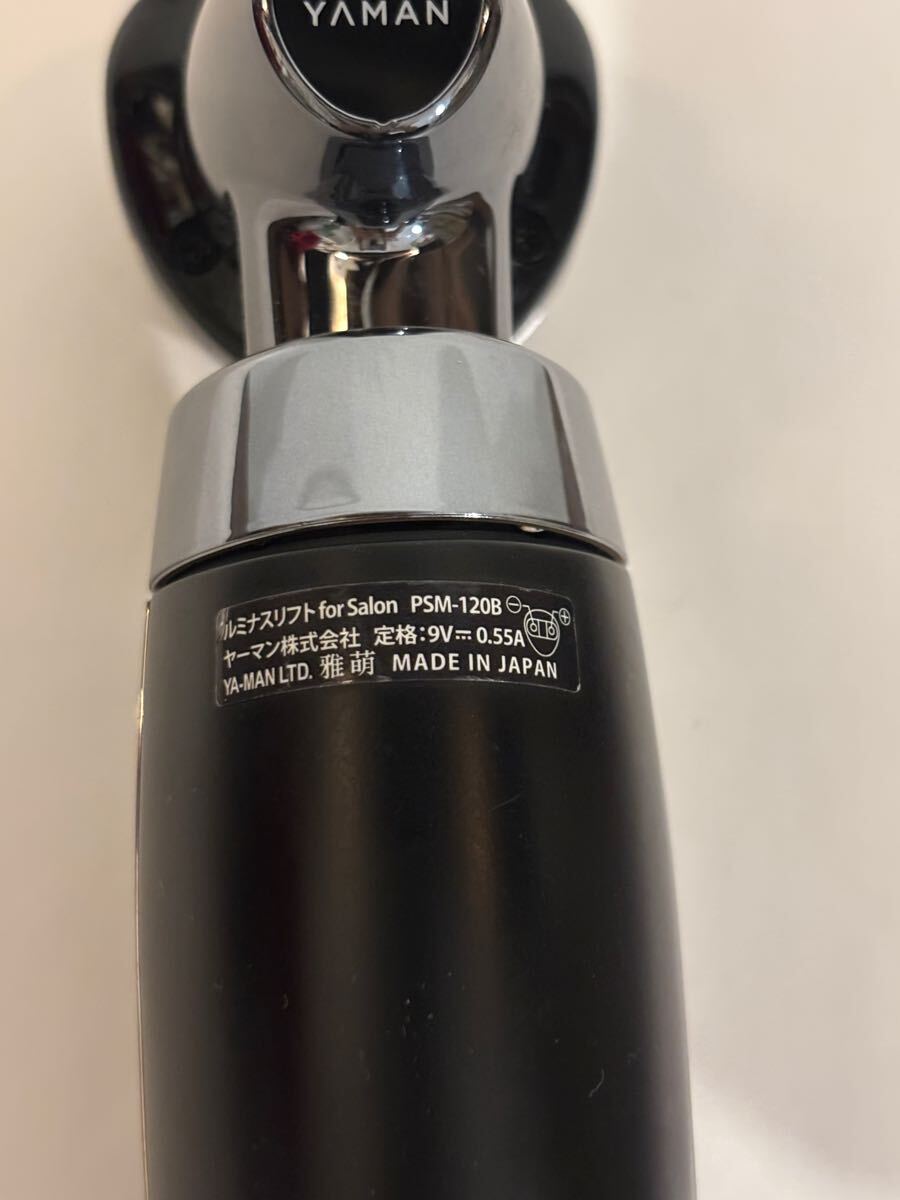 YAMAN
ルミナスリフト for Salon PSM-120B
ヤーマン株式会社 定格:9V⎓0.55A
YA-MAN LTD. 雅萌 MADE IN JAPAN